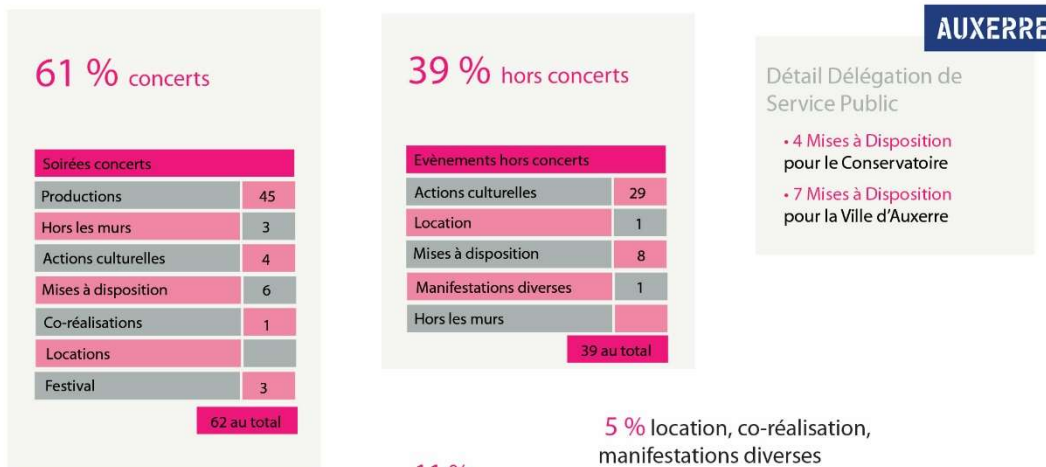 AUXERRE
61 % concerts
Soirées concerts
Productions 45
Hors les murs 3
Actions culturelles 4
Mises à disposition 6
Co-réalisations 1
Locations
Festival 3
62 au total
39 % hors concerts
Evènements hors concerts
Actions culturelles 29
Location 1
Mises à disposition 8
Manifestations diverses 1
Hors les murs
39 au total
Détail Délégation de
Service Public
• 4 Mises à Disposition
pour le Conservatoire
• 7 Mises à Disposition
pour la Ville d'Auxerre
5 % location, co-réalisation,
manifestations diverses